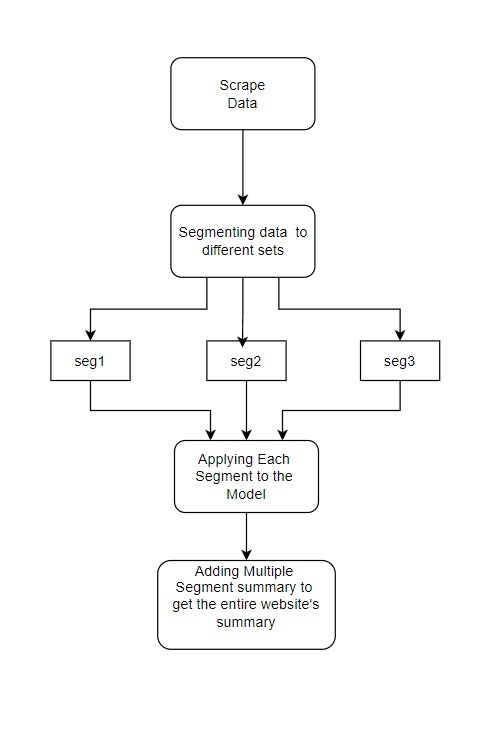 Scrape
Data
Segmenting data  to
different sets
seg1
seg2
seg3
Applying Each
Segment to the
Model
Adding Multiple
Segment summary to
get the entire website's
summary